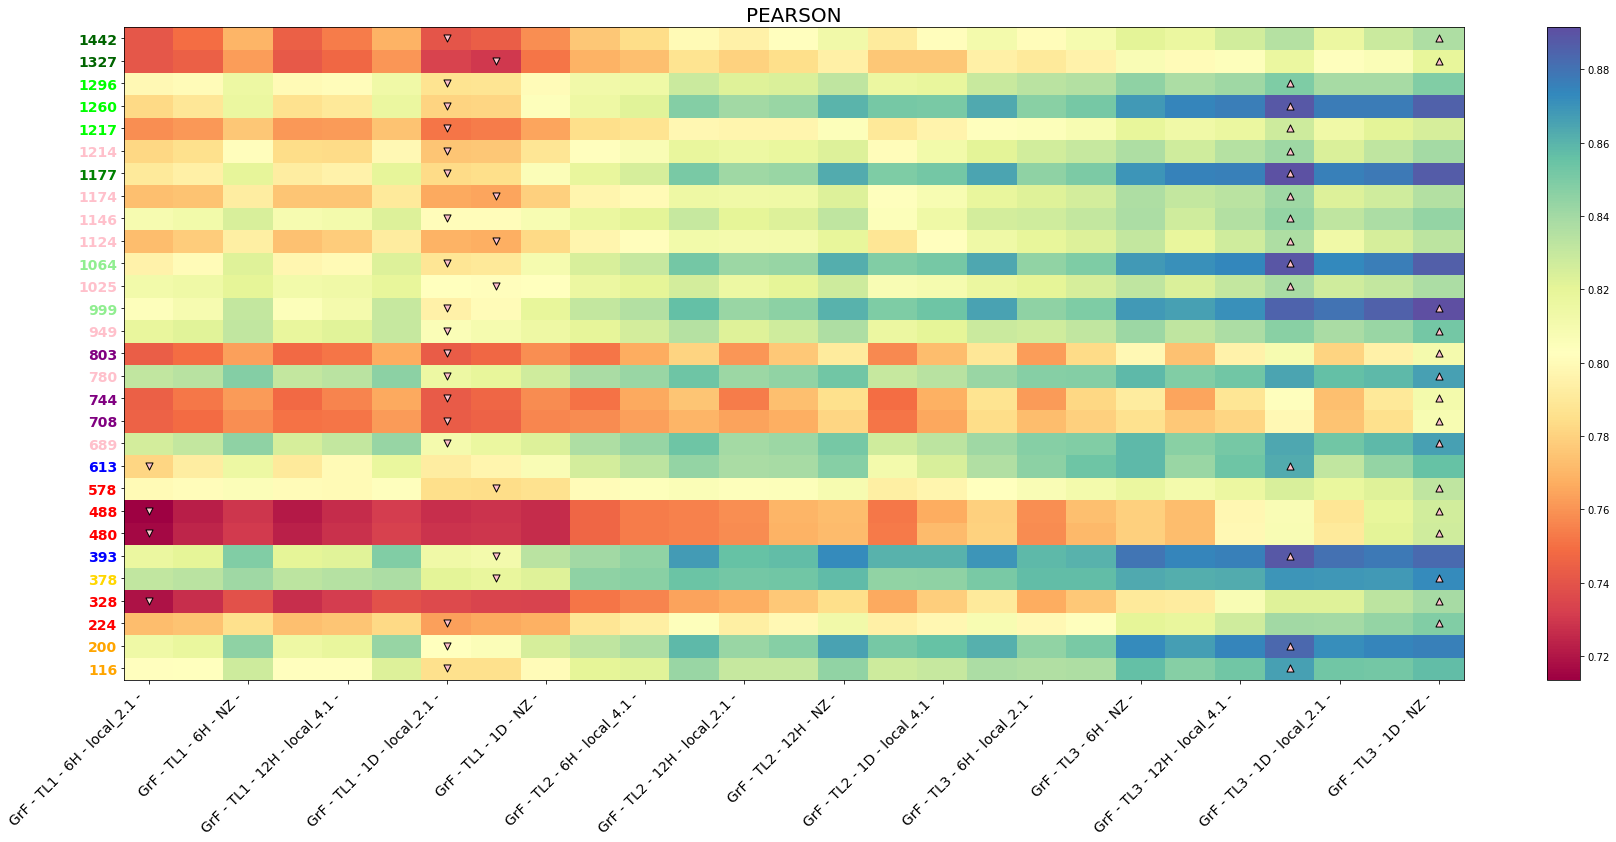 PEARSON
1442
1327
1296
1260
1217
1214
1177
1174
1146
1124
1064
1025
999
949
803
780
744
708
689
613
578
488
480
393
378
328
224
200
116
GrF - TL1 - 6H - local_2.1 -
GrF - TL1 - 6H - NZ -
GrF - TL1 - 12H - local_4.1 -
GrF - TL1 - 1D - local_2.1 -
GrF - TL1 - 1D - NZ -
GrF - TL2 - 6H - local_4.1 -
GrF - TL2 - 12H - local_2.1 -
GrF - TL2 - 12H - NZ -
GrF - TL2 - 1D - local_4.1 -
GrF - TL3 - 6H - local_2.1 -
GrF - TL3 - 6H - NZ -
GrF - TL3 - 12H - local_4.1 -
GrF - TL3 - 1D - local_2.1 -
GrF - TL3 - 1D - NZ -
0.88
0.86
0.84
0.82
0.80
0.78
0.76
0.74
0.72